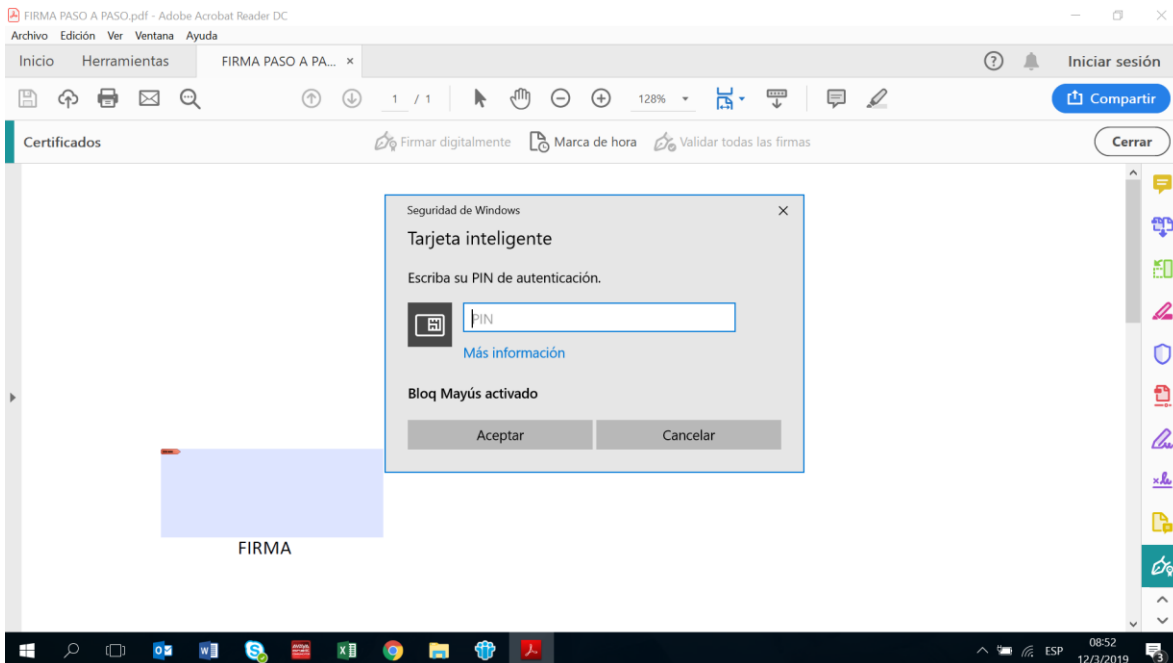 FIRMA PASO A PASO.pdf - Adobe Acrobat Reader DC
Archivo Edición Ver Ventana Ayuda
Inicio Herramientas FIRMA PASO A PA... × Iniciar sesión
1 / 1 128% Compartir
Certificados Firmar digitalmente Marca de hora Validar todas las firmas Cerrar
Seguridad de Windows
Tarjeta inteligente
Escriba su PIN de autenticación.
PIN
Más información
Bloq Mayús activado
Aceptar Cancelar
FIRMA
08:52
ESP
12/3/2019